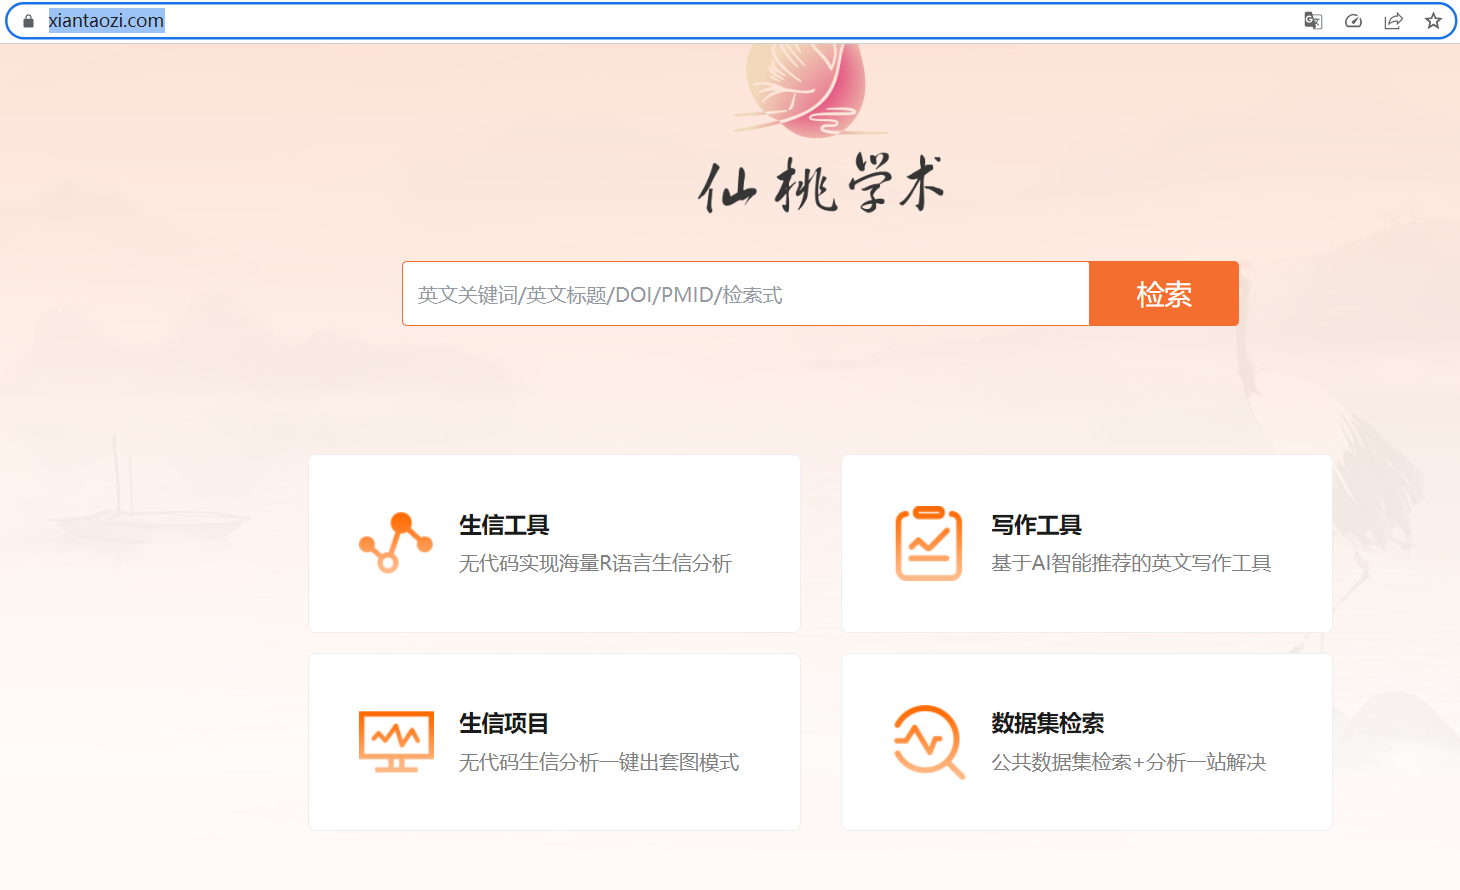 xiantaozi.com
仙桃学术
英文关键词/英文标题/DOI/PMID/检索式
检索
生信工具
无代码实现海量R语言生信分析
写作工具
基于AI智能推荐的英文写作工具
生信项目
无代码生信分析一键出套图模式
数据集检索
公共数据集检索+分析一站解决